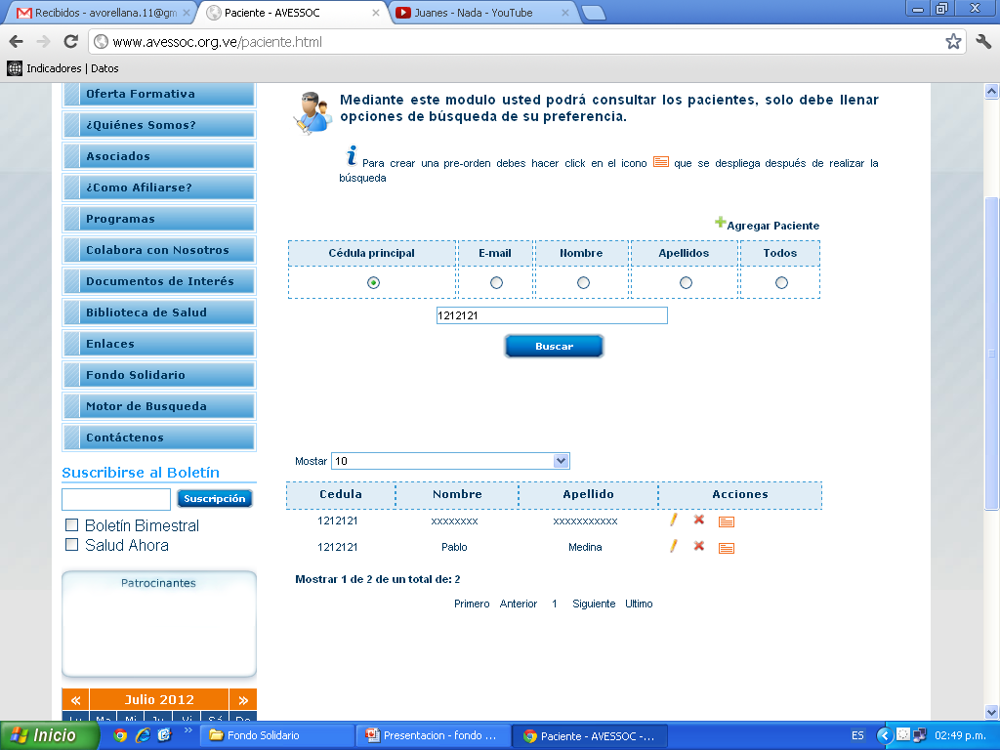 Recibidos - avorellana.11@gm
Paciente - AVESSOC
Juanes - Nada - YouTube
www.avessoc.org.ve/paciente.html
Indicadores | Datos
Oferta Formativa
¿Quiénes Somos?
Asociados
¿Como Afiliarse?
Programas
Colabora con Nosotros
Documentos de Interés
Biblioteca de Salud
Enlaces
Fondo Solidario
Motor de Busqueda
Contáctenos
Suscribirse al Boletín
Suscripción
Boletín Bimestral
Salud Ahora
Patrocinantes
« Julio 2012 »
Lu Ma Mi Ju Vi Sá Do
Mediante este modulo usted podrá consultar los pacientes, solo debe llenar
opciones de búsqueda de su preferencia.
Para crear una pre-orden debes hacer click en el icono que se despliega después de realizar la
búsqueda
Agregar Paciente
Cédula principal E-mail Nombre Apellidos Todos
1212121
Buscar
Mostar 10
Cedula Nombre Apellido Acciones
1212121 xxxxxxxx xxxxxxxxxxx
1212121 Pablo Medina
Mostrar 1 de 2 de un total de: 2
Primero Anterior 1 Siguiente Ultimo
Inicio
»
Fondo Solidario
Presentacion - fondo ...
Paciente - AVESSOC -...
ES
02:49 p.m.